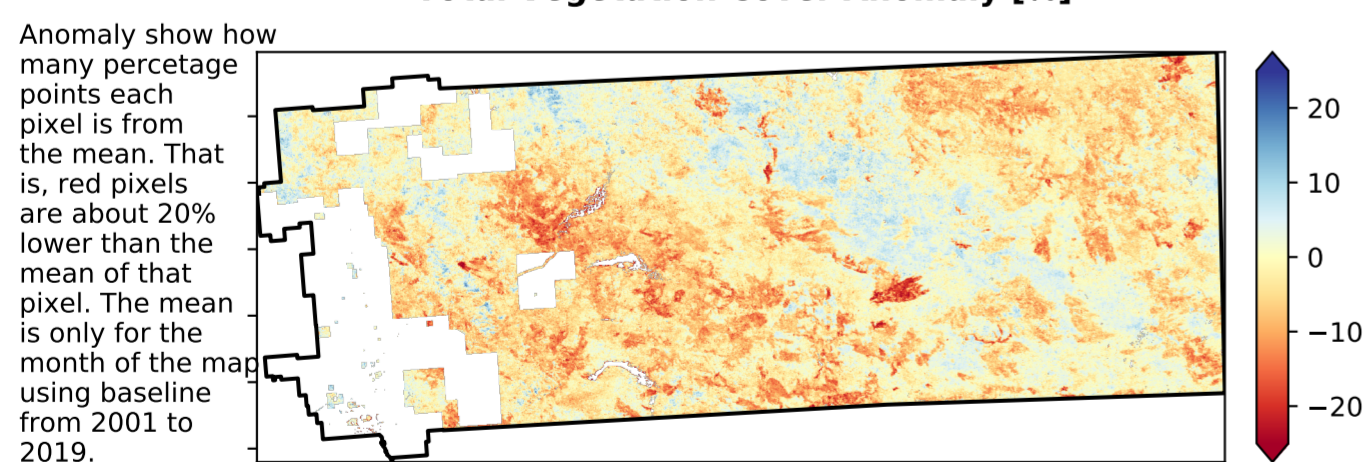 Anomaly show how
many percetage
points each
pixel is from
the mean. That
is, red pixels
are about 20%
lower than the
mean of that
pixel. The mean
is only for the
month of the map
using baseline
from 2001 to
2019.
20
10
0
−10
−20